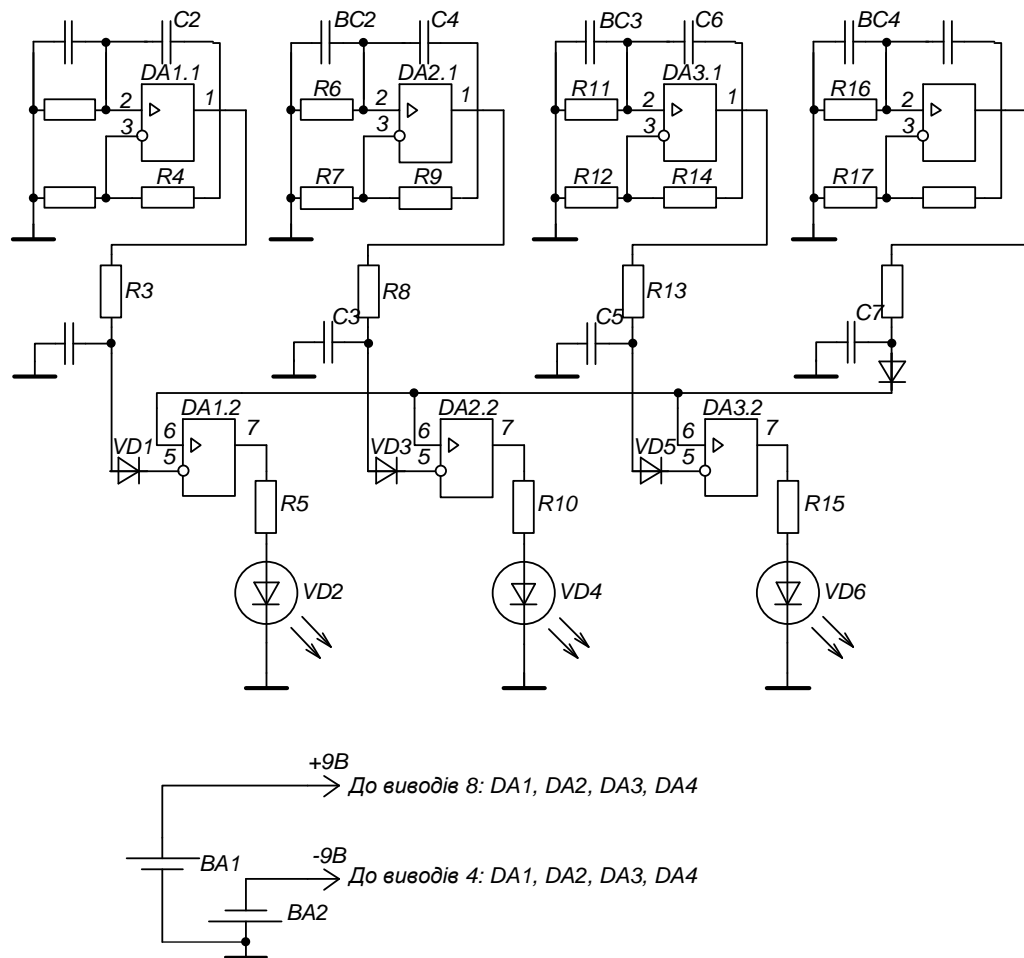 C2 BC2 C4 BC3 C6 BC4
DA1.1 DA2.1 DA3.1
R6 R11 R16
2 1 2 1 2 1 2
3 3 3 3
R4 R7 R9 R12 R14 R17
R3 R8 R13
C3 C5 C7
DA1.2 DA2.2 DA3.2
VD1 6 7 VD3 6 7 VD5 6 7
5 5 5
R5 R10 R15
VD2 VD4 VD6
+9В
До виводів 8: DA1, DA2, DA3, DA4
-9В
BA1
До виводів 4: DA1, DA2, DA3, DA4
BA2